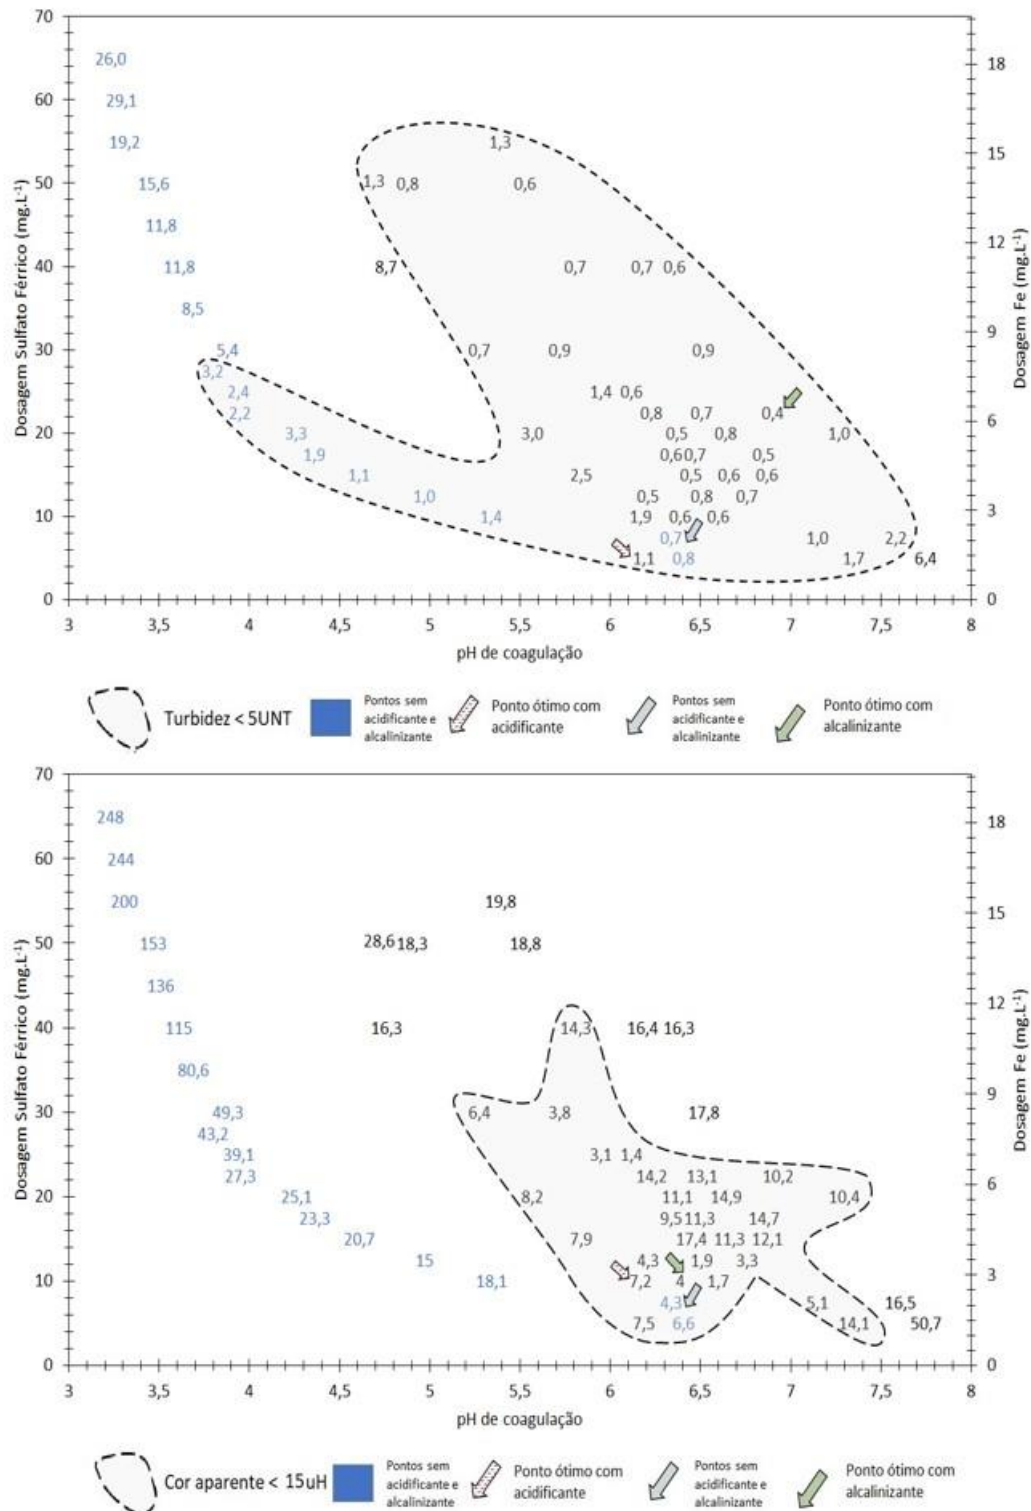 70
60
50
40
30
20
10
0
Dosagem Sulfato Férrico (mg.L-1)
18
15
12
9
6
3
0
Dosagem Fe (mg.L-1)
26,0
29,1
19,2 1,3
15,6 1,3 0,8 0,6
11,8
11,8 8,7 0,7 0,7 0,6
8,5
5,4 0,7 0,9 0,9
3,2
2,4 1,4 0,6
2,2 0,8 0,7 0,4
3,3 3,0 0,5 0,8 1,0
1,9 0,6 0,7 0,5
1,1 2,5 0,5 0,6 0,6
1,0 0,5 0,8 0,7
1,4 1,9 0,6 0,6
0,7 1,0 2,2
1,1 0,8 1,7 6,4
3 3,5 4 4,5 5 5,5 6 6,5 7 7,5 8
pH de coagulação
Turbidez < 5UNT
Pontos sem
acidificante e
alcalinizante
Ponto ótimo com
acidificante
Pontos sem
acidificante e
alcalinizante
Ponto ótimo com
alcalinizante
70
60
50
40
30
20
10
0
Dosagem Sulfato Férrico (mg.L-1)
18
15
12
9
6
3
0
Dosagem Fe (mg.L-1)
248
244
200 19,8
153 28,6 18,3 18,8
136
115 16,3 14,3 16,4 16,3
80,6
49,3 6,4 3,8 17,8
43,2
39,1 3,1 1,4
27,3 14,2 13,1 10,2
25,1 8,2 11,1 14,9 10,4
23,3 9,5 11,3 14,7
20,7 7,9 17,4 11,3 12,1
15 4,3 1,9 3,3
18,1 7,2 4 1,7
4,3 5,1 16,5
7,5 6,6 14,1 50,7
3 3,5 4 4,5 5 5,5 6 6,5 7 7,5 8
pH de coagulação
Cor aparente < 15uH
Pontos sem
acidificante e
alcalinizante
Ponto ótimo com
acidificante
Pontos sem
acidificante e
alcalinizante
Ponto ótimo com
alcalinizante